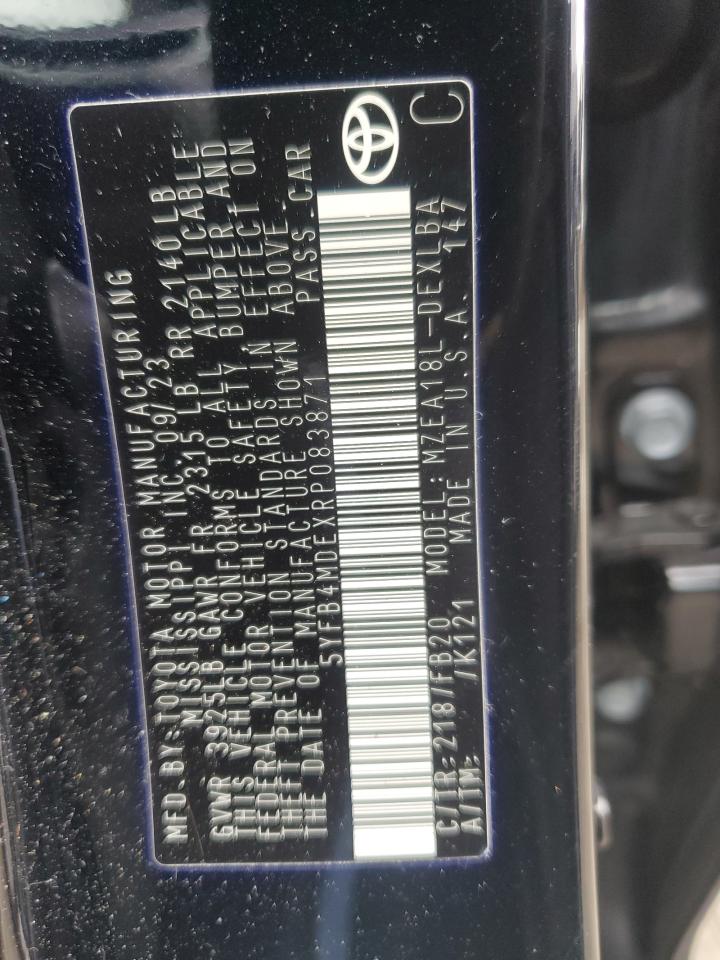 MFD.BY:TOYOTA MOTOR MANUFACTURING
MISSISSIPPI INC. 09/23
GVWR 3925LB GAWR FR 2315 LB RR 2140LB
THIS VEHICLE CONFORMS TO ALL APPLICABLE
FEDERAL MOTOR VEHICLE SAFETY BUMPER AND
THEFT PREVENTION STANDARDS IN EFFECT ON
THE DATE OF MANUFACTURE SHOWN ABOVE.
5YFB4MDEXRP083871 PASS.CAR
C/TR:218/FB20 MODEL:MZEA18L-DEXLBA
A/TM: /K121 MADE IN U.S.A. 147
C